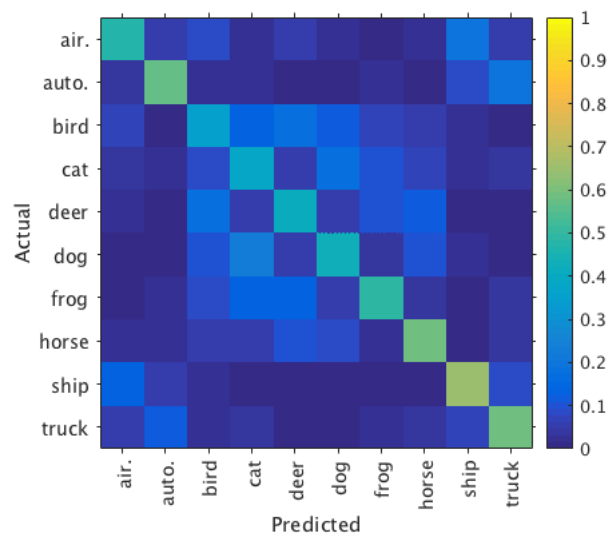 air.
auto.
bird
cat
deer
dog
frog
horse
ship
truck
Actual
air.
auto.
bird
cat
deer
dog
frog
horse
ship
truck
Predicted
1
0.9
0.8
0.7
0.6
0.5
0.4
0.3
0.2
0.1
0